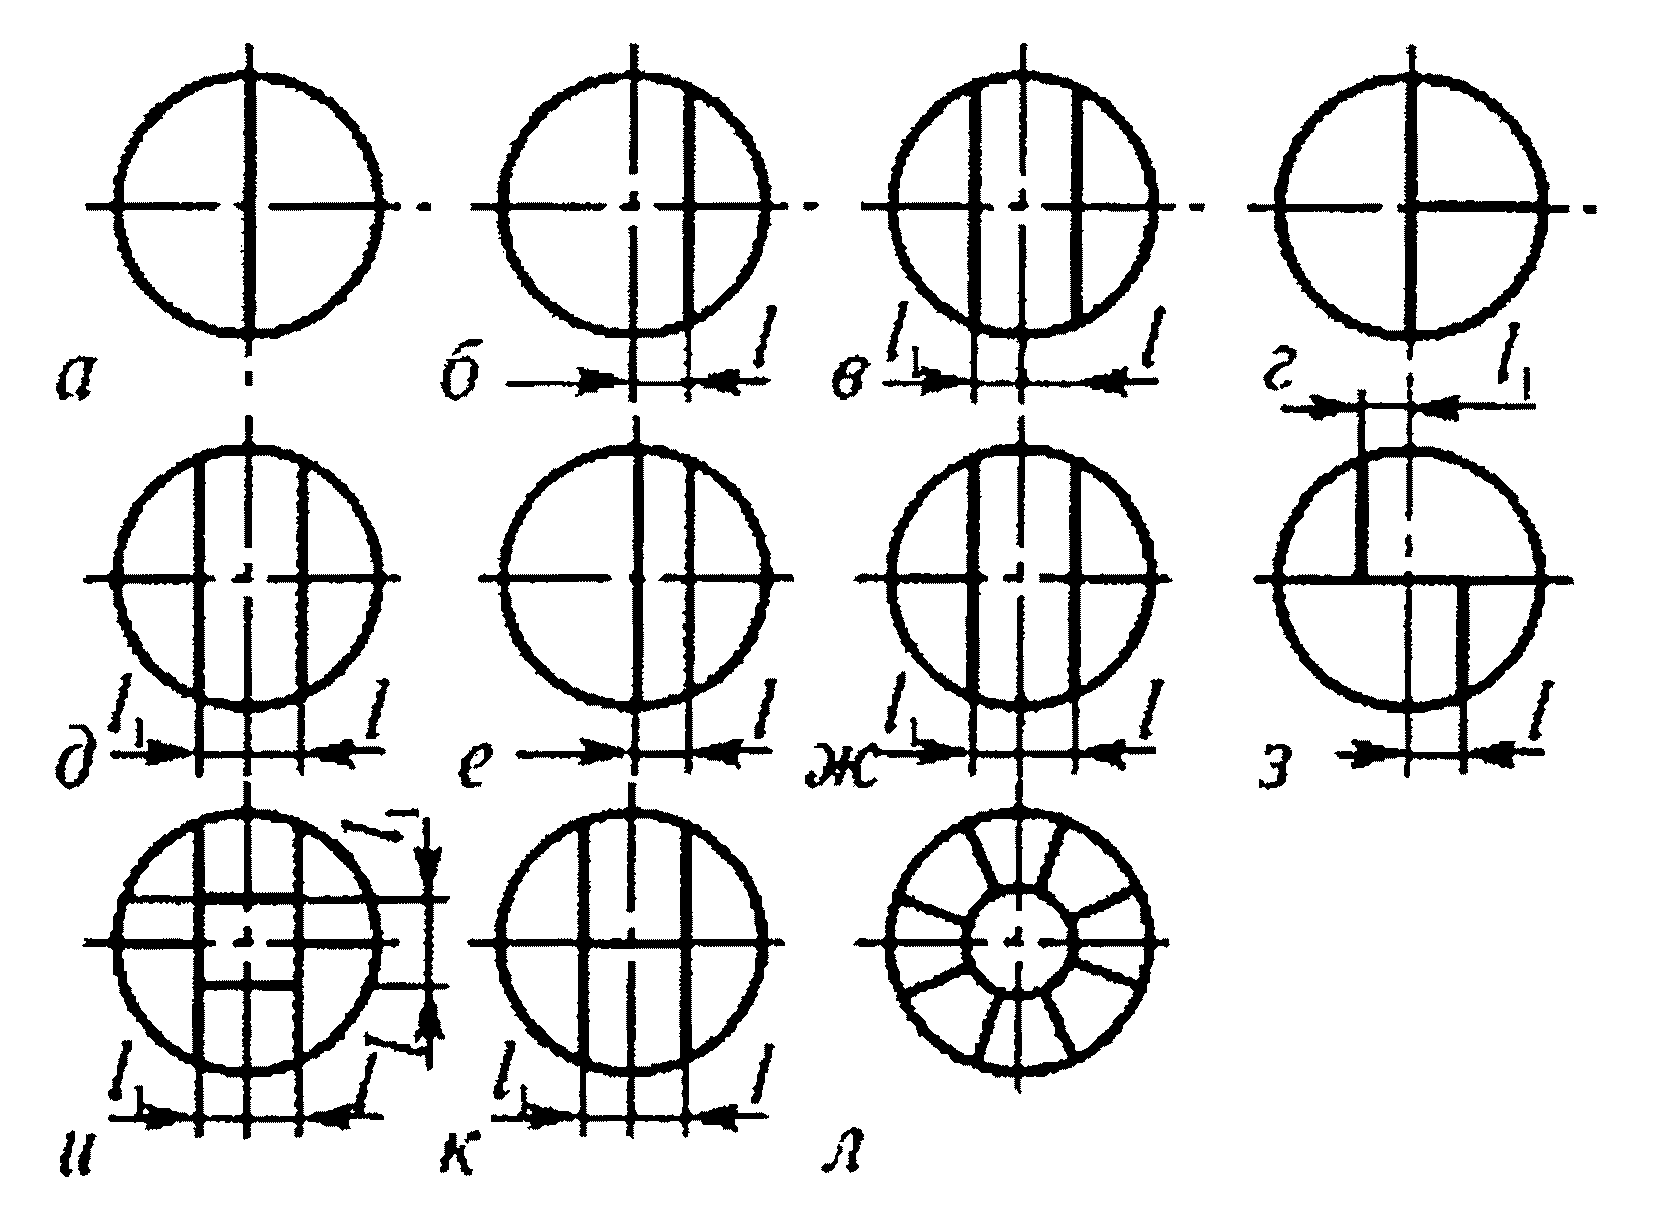 а б l в l₁ l г
l₁
д l₁ l е l ж l₁ l з l
l
и l₁ l l к l₁ l л